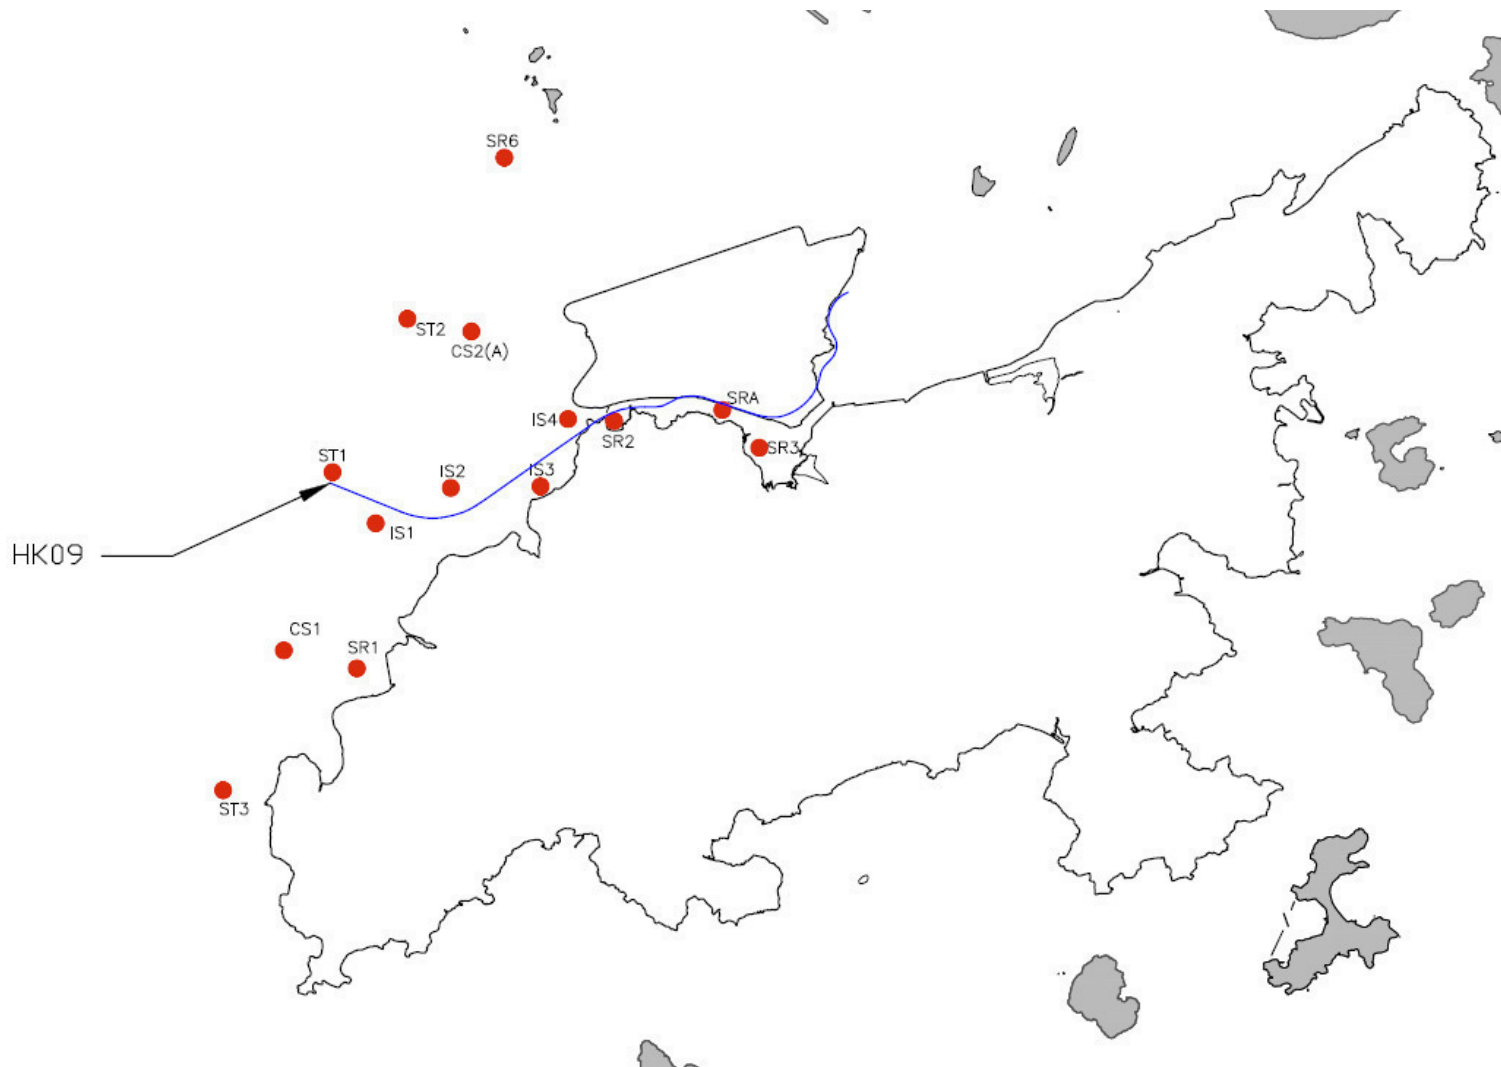 SR6
ST2
CS2(A)
SRA
IS4
SR2
SR3
ST1
IS2
IS3
IS1
HK09
CS1
SR1
ST3